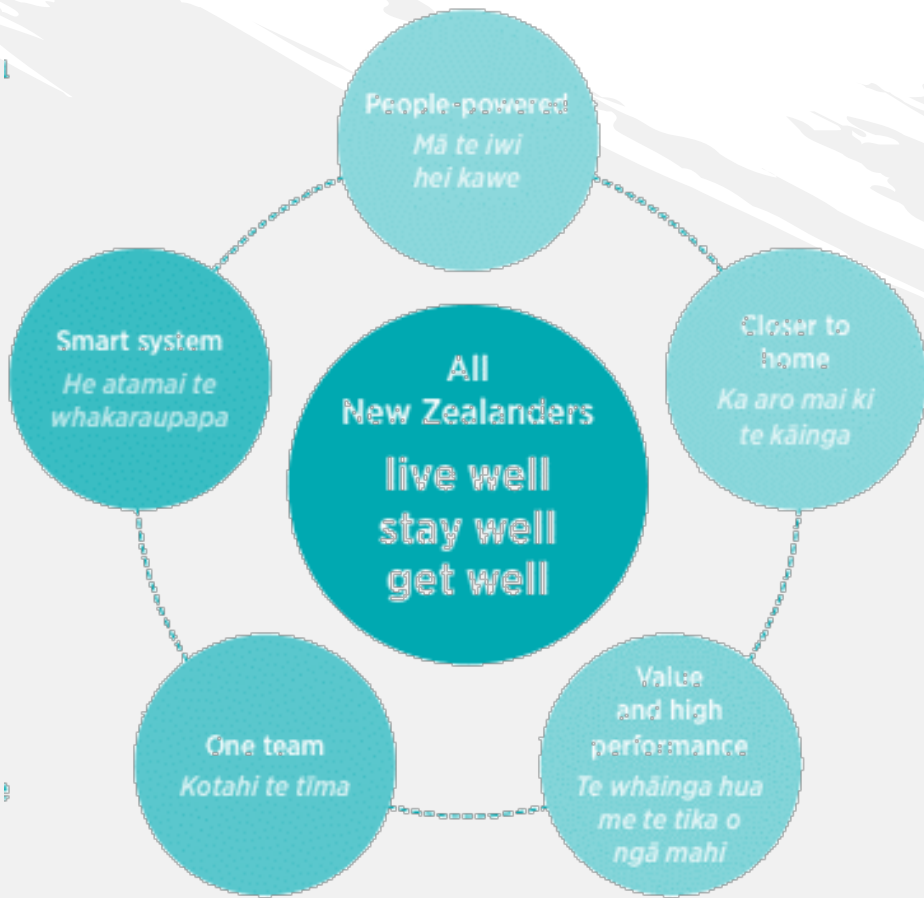 People-powered
Mā te iwi
hei kawe
Smart system
He atamai te
whakaraupapa
All
New Zealanders
live well
stay well
get well
Closer to
home
Ka aro mai ki
te kāinga
One team
Kotahi te tīma
Value
and high
performance
Te whāinga hua
me te tika o
ngā mahi